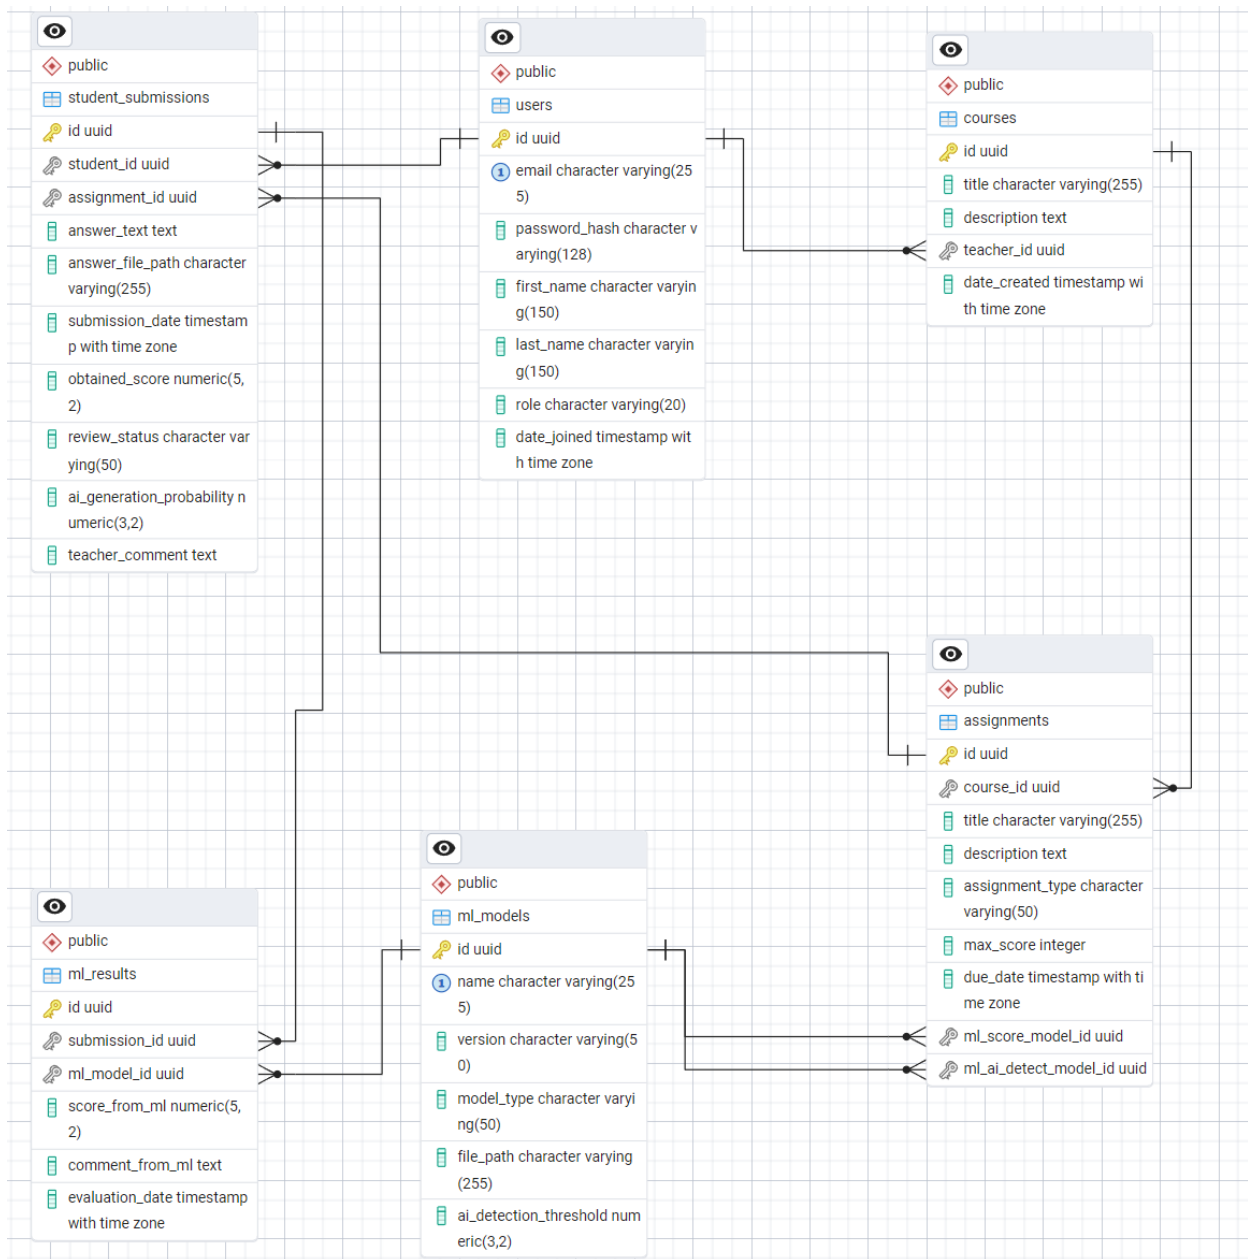 public
student_submissions
id uuid
student_id uuid
assignment_id uuid
answer_text text
answer_file_path character
varying(255)
submission_date timestam
p with time zone
obtained_score numeric(5,
2)
review_status character var
ying(50)
ai_generation_probability n
umeric(3,2)
teacher_comment text
public
users
id uuid
1
email character varying(25
5)
password_hash character v
arying(128)
first_name character varyin
g(150)
last_name character varyin
g(150)
role character varying(20)
date_joined timestamp wit
h time zone
public
courses
id uuid
title character varying(255)
description text
teacher_id uuid
date_created timestamp wi
th time zone
public
assignments
id uuid
course_id uuid
title character varying(255)
description text
assignment_type character
varying(50)
max_score integer
due_date timestamp with ti
me zone
ml_score_model_id uuid
ml_ai_detect_model_id uuid
public
ml_models
id uuid
1
name character varying(25
5)
version character varying(5
0)
model_type character varyi
ng(50)
file_path character varying
(255)
ai_detection_threshold num
eric(3,2)
public
ml_results
id uuid
submission_id uuid
ml_model_id uuid
score_from_ml numeric(5,
2)
comment_from_ml text
evaluation_date timestamp
with time zone